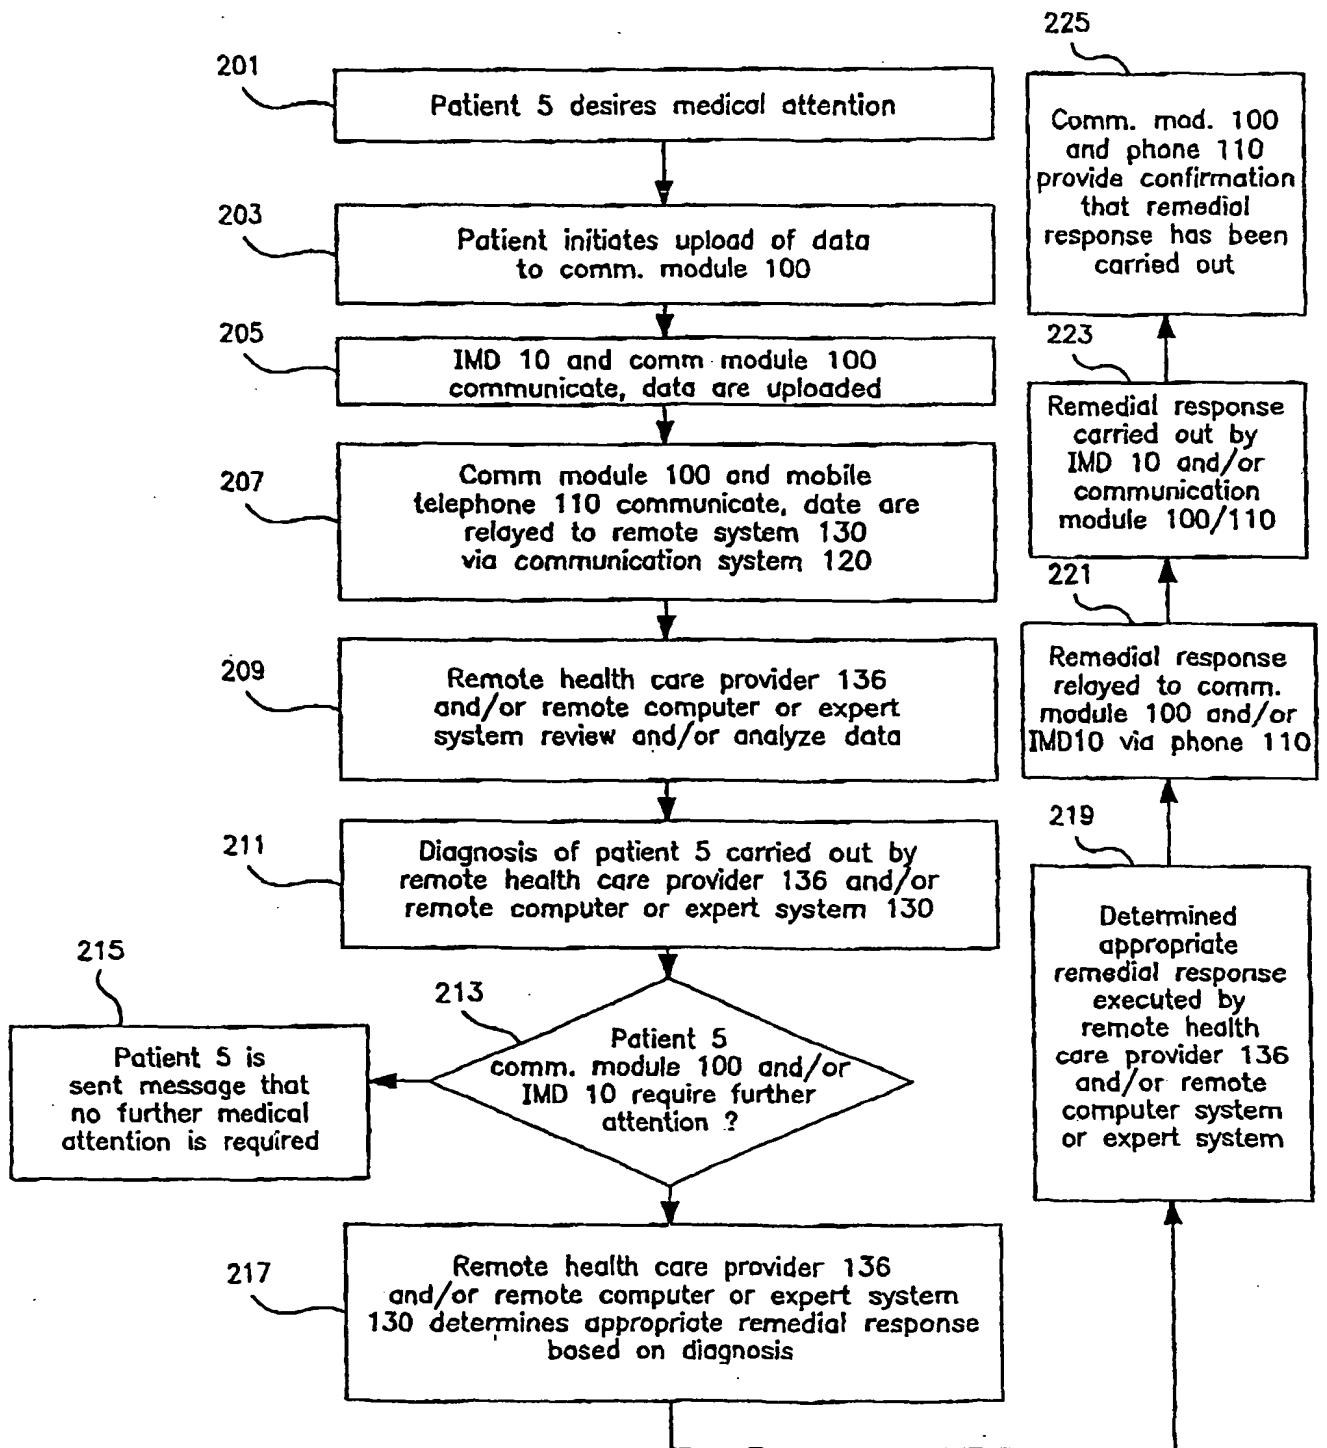 201
Patient 5 desires medical attention
203
Patient initiates upload of data
to comm. module 100
205
IMD 10 and comm module 100
communicate, data are uploaded
207
Comm module 100 and mobile
telephone 110 communicate, date are
relayed to remote system 130
via communication system 120
209
Remote health care provider 136
and/or remote computer or expert
system review and/or analyze data
211
Diagnosis of patient 5 carried out by
remote health care provider 136 and/or
remote computer or expert system 130
213
Patient 5
comm. module 100 and/or
IMD 10 require further
attention ?
215
Patient 5 is
sent message that
no further medical
attention is required
217
Remote health care provider 136
and/or remote computer or expert system
130 determines appropriate remedial response
based on diagnosis
219
Determined
appropriate
remedial response
executed by
remote health
care provider 136
and/or remote
computer system
or expert system
221
Remedial response
relayed to comm.
module 100 and/or
IMD10 via phone 110
223
Remedial response
carried out by
IMD 10 and/or
communication
module 100/110
225
Comm. mod. 100
and phone 110
provide confirmation
that remedial
response has been
carried out